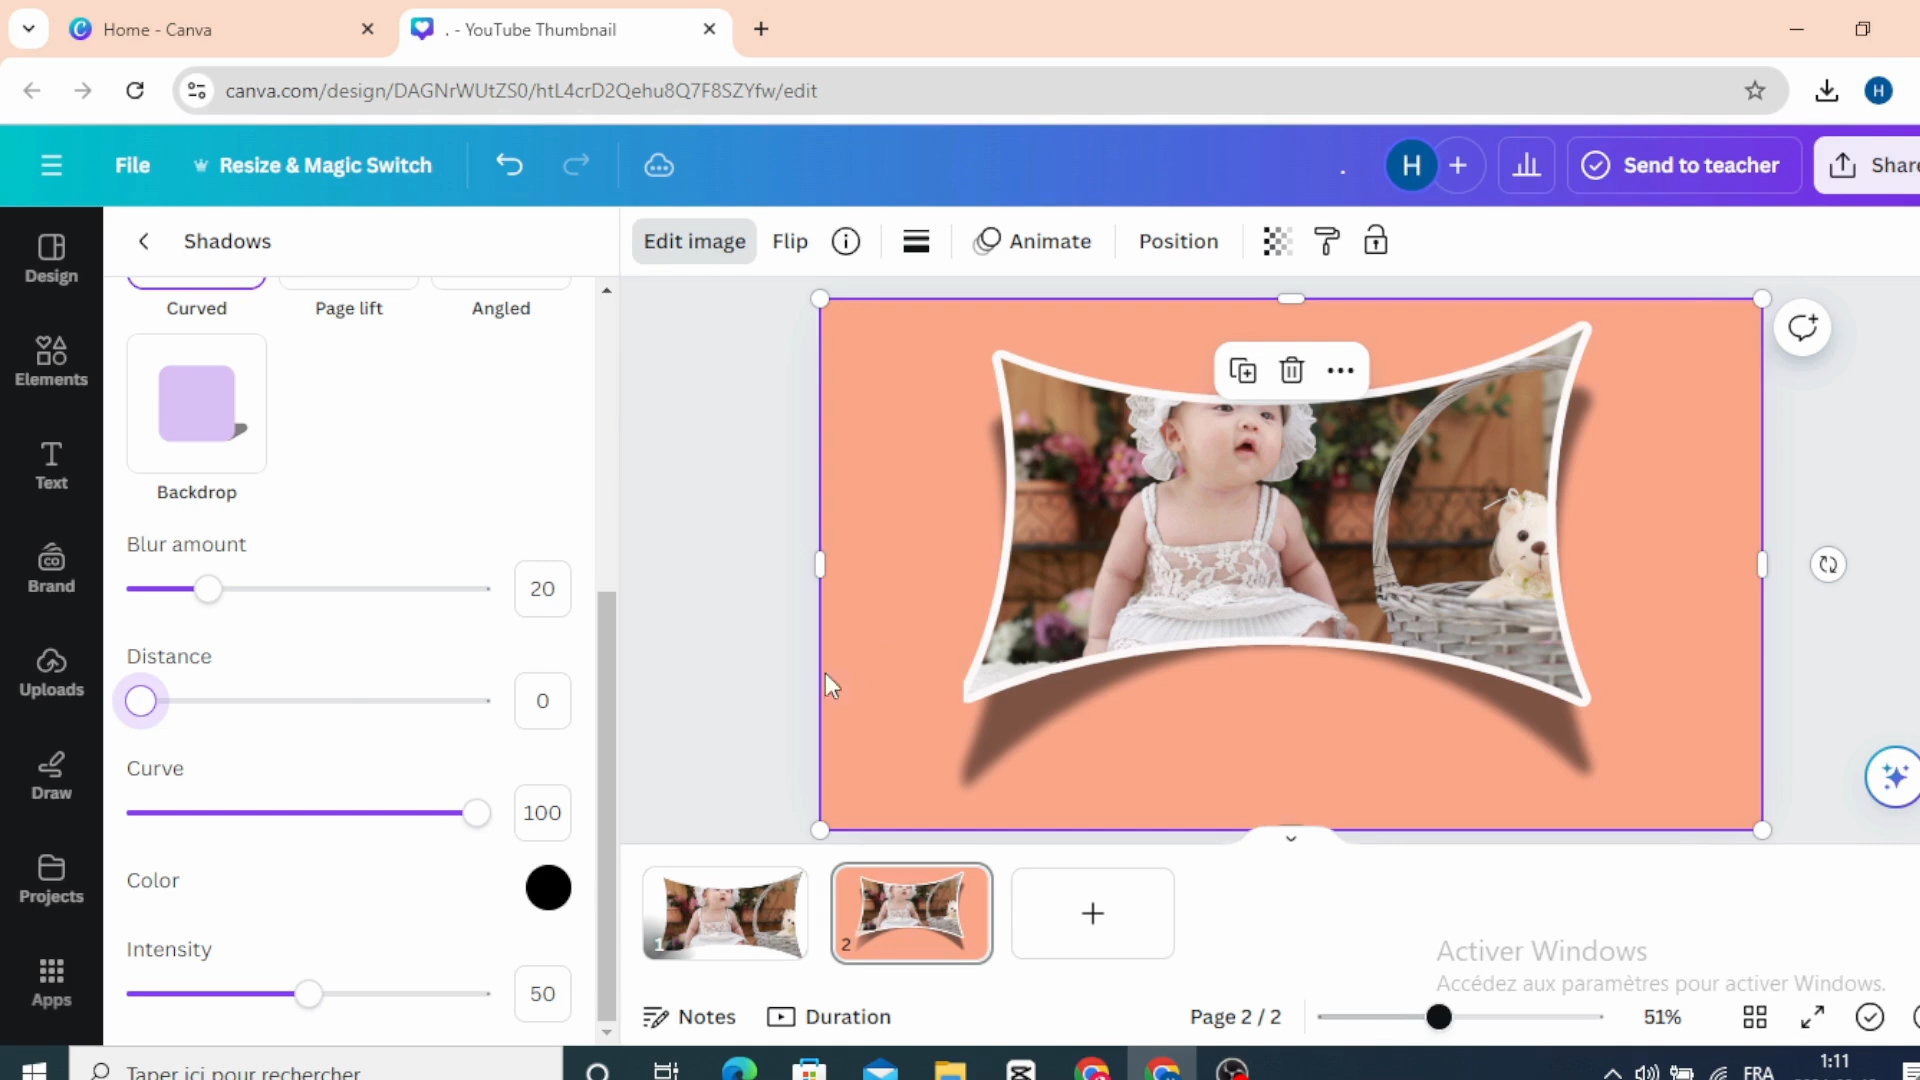 Home - Canva
. - YouTube Thumbnail
canva.com/design/DAGNrWUtZS0/htL4crD2Qehu8Q7F8SZYfw/edit
H
File
Resize & Magic Switch
.
H
Send to teacher
Design
Elements
Text
Brand
Uploads
Draw
Projects
Apps
Shadows
Curved
Page lift
Angled
Backdrop
Blur amount
20
Distance
0
Curve
100
Color
Intensity
50
Edit image
Flip
Animate
Position
1
2
Activer Windows
Accédez aux paramètres pour activer Windows.
Notes
Duration
Page 2 / 2
51%
Taper ici pour rechercher
FRA
1:11